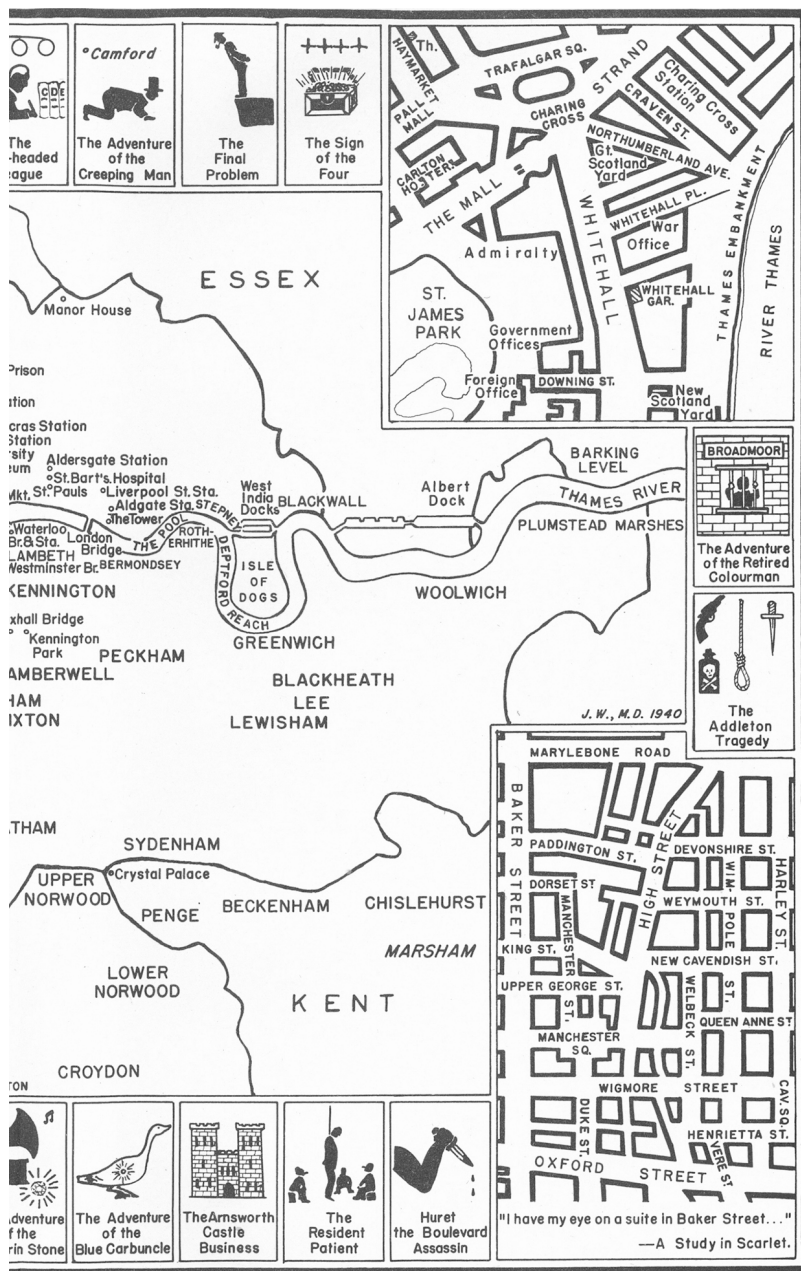 The
-headed
eague
C D E
°Camford
The Adventure
of the
Creeping Man
The
Final
Problem
The Sign
of the
Four
HAYMARKET
Th.
TRAFALGAR SQ.
STRAND
Charing Cross
Station
PALL
MALL
CHARING
CROSS
CRAVEN ST.
NORTHUMBERLAND AVE.
Gt.
Scotland
Yard
CARLTON
THE MALL
WHITEHALL
WHITEHALL PL.
War
Office
THAMES EMBANKMENT
RIVER THAMES
Admiralty
WHITEHALL
GAR.
ST.
JAMES
PARK
Government
Offices
Foreign
Office
DOWNING ST.
New
Scotland
Yard
ESSEX
Manor House
Prison
ation
cras Station
Station
rsity
eum
Aldersgate Station
St. Bart's. Hospital
Mkt.
St. Pauls
Liverpool St. Sta.
Aldgate Sta.
The Tower
STEPNEY
West
India
Docks
BLACKWALL
Albert
Dock
BARKING
LEVEL
THAMES RIVER
PLUMSTEAD MARSHES
Waterloo
Br. & Sta.
London
Bridge
THE POOL
ROTH-
ERHITHE
LAMBETH
Westminster Br.
BERMONDSEY
DEPTFORD REACH
ISLE
OF
DOGS
KENNINGTON
WOOLWICH
xhall Bridge
Kennington
Park
GREENWICH
PECKHAM
AMBERWELL
BLACKHEATH
LEE
LEWISHAM
HAM
IXTON
J. W., M. D. 1940
BROADMOOR
The Adventure
of the Retired
Colourman
The
Addleton
Tragedy
THAM
SYDENHAM
Crystal Palace
UPPER
NORWOOD
PENGE
BECKENHAM
CHISLEHURST
MARSHAM
LOWER
NORWOOD
KENT
CROYDON
TON
MARYLEBONE ROAD
BAKER STREET
PADDINGTON ST.
HIGH STREET
DEVONSHIRE ST.
DORSET ST
WIM-
POLE
ST.
HARLEY ST.
WEYMOUTH ST.
MANCHESTER
ST.
KING ST.
NEW CAVENDISH ST.
UPPER GEORGE ST.
WELBECK ST.
QUEEN ANNE ST
MANCHESTER
SQ.
WIGMORE STREET
CAV. SQ.
DUKE ST.
HENRIETTA ST.
VERE ST
OXFORD STREET
"I have my eye on a suite in Baker Street..."
—A Study in Scarlet.
dventure
f the
rin Stone
The Adventure
of the
Blue Carbuncle
The Arnsworth
Castle
Business
The
Resident
Patient
Huret
the Boulevard
Assassin